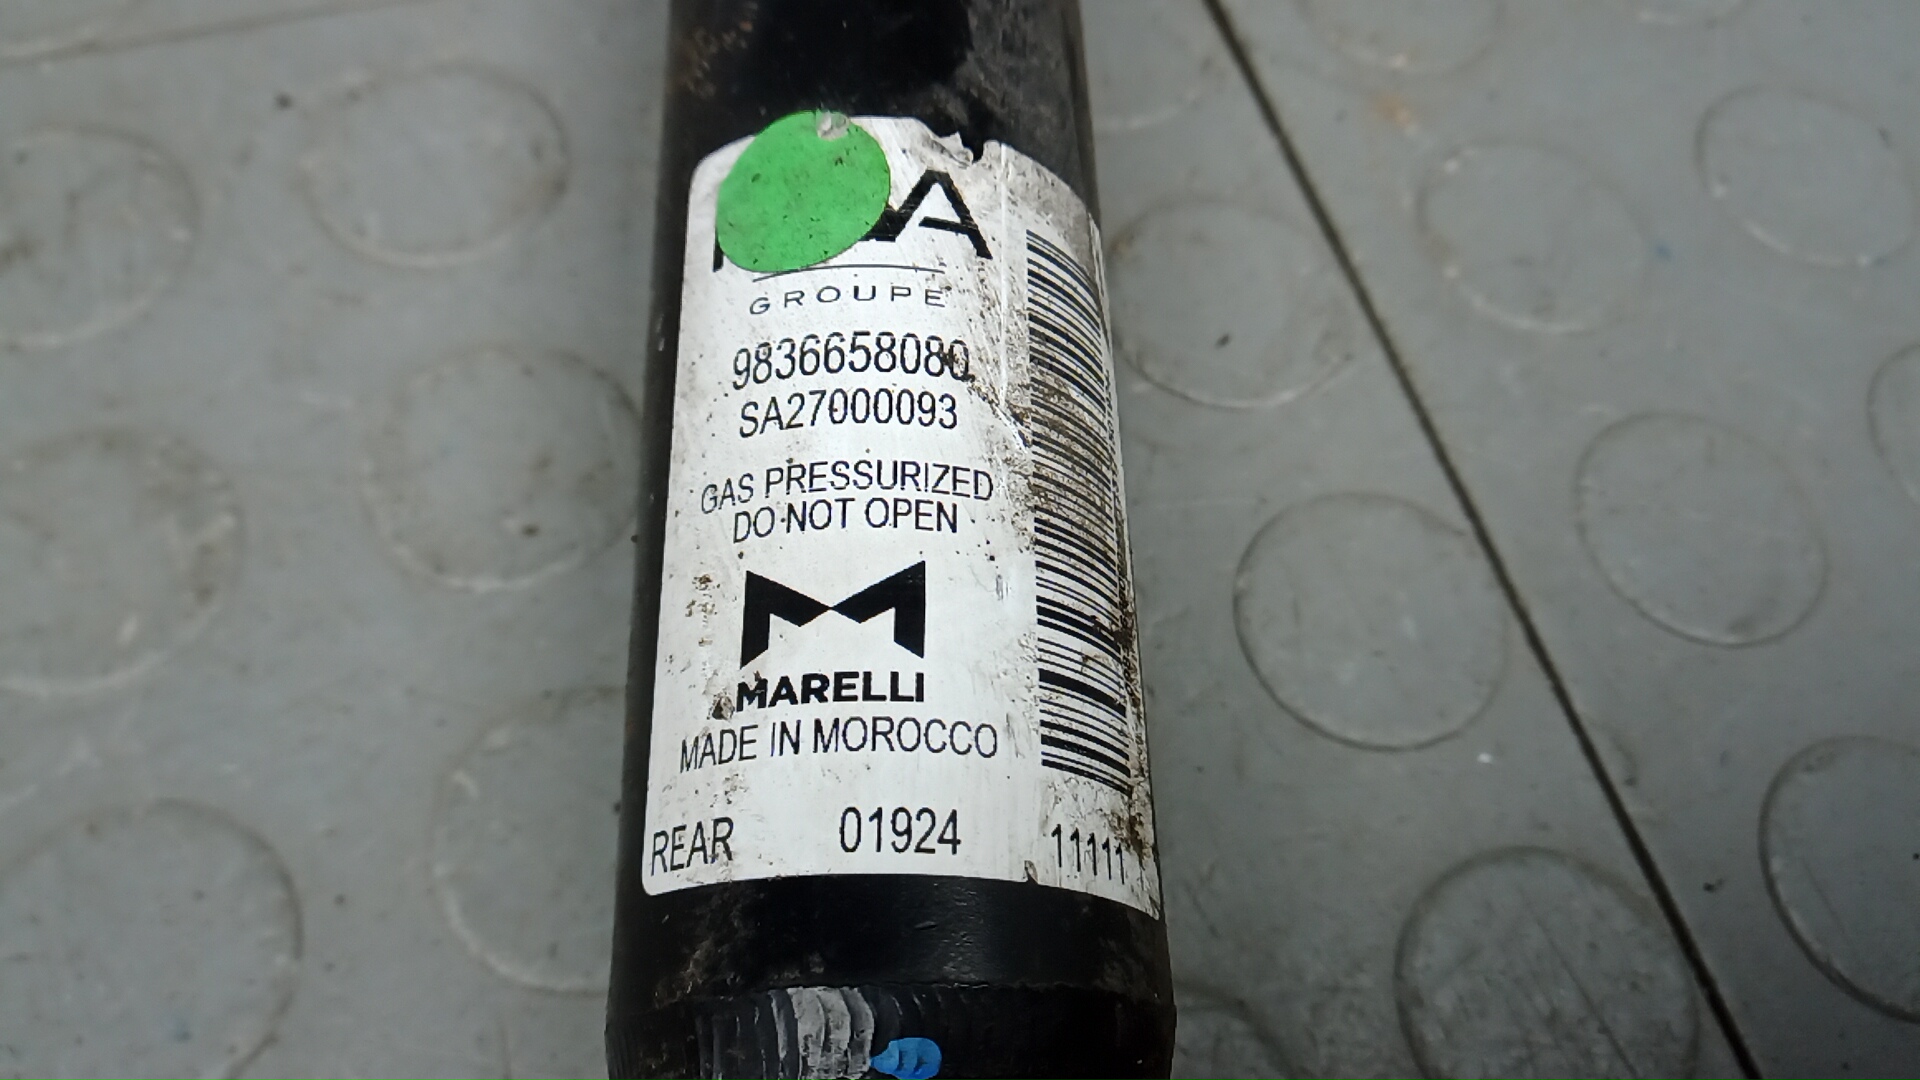 GROUPE
9836658080
SA27000093
GAS PRESSURIZED
DO NOT OPEN
MARELLI
MADE IN MOROCCO
REAR 01924 11111